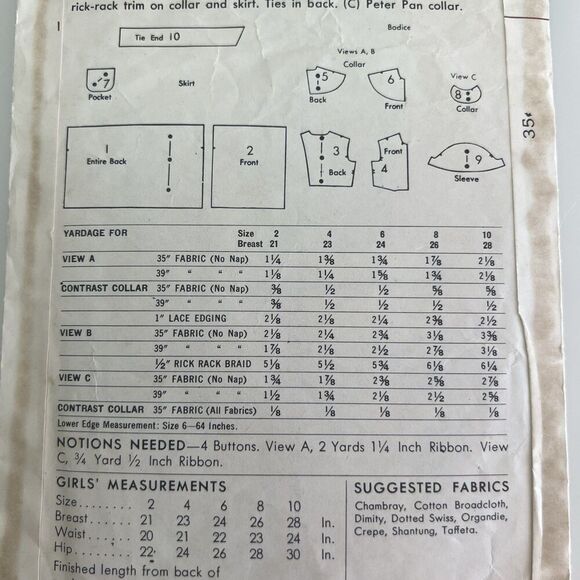 rick-rack trim on collar and skirt. Ties in back. (C) Peter Pan collar.
Tie End 10
Bodice
Views A, B
Collar
7
Pocket
Skirt
5
Back
6
Front
View C
8
Collar
35¢
1
Entire Back
2
Front
3
Back
Front
4
9
Sleeve
YARDAGE FOR Size 2 4 6 8 10
Breast 21 23 24 26 28
VIEW A 35" FABRIC (No Nap) 1¼ 1⅜ 1¾ 1⅞ 2⅛
39" " " " 1⅛ 1¼ 1⅝ 1¾ 2⅛
CONTRAST COLLAR 35" FABRIC (No Nap) ⅜ ½ ½ ⅝ ⅝
39" " " " ⅜ ½ ½ ½ ½
1" LACE EDGING 2⅛ 2⅛ 2¼ 2⅜ 2½
VIEW B 35" FABRIC (No Nap) 2⅛ 2¼ 2¾ 3⅛ 3⅜
39" " " " 1⅞ 2⅛ 2¼ 2⅞ 3⅛
½" RICK RACK BRAID 5⅛ 5½ 5¾ 6⅛ 6¼
VIEW C 35" FABRIC (No Nap) 1¾ 1⅞ 2⅜ 2⅝ 2⅞
39" " " " 1½ 1¾ 2⅛ 2½ 2⅝
CONTRAST COLLAR 35" FABRIC (All Fabrics) ⅛ ⅛ ⅛ ⅛ ⅛
Lower Edge Measurement: Size 6—64 Inches.
NOTIONS NEEDED—4 Buttons. View A, 2 Yards 1¼ Inch Ribbon. View
C, ¾ Yard ½ Inch Ribbon.
GIRLS' MEASUREMENTS
Size........ 2 4 6 8 10
Breast..... 21 23 24 26 28 In.
Waist..... 20 21 22 23 24 In.
Hip....... 22 24 26 28 30 In.
Finished length from back of
SUGGESTED FABRICS
Chambray, Cotton Broadcloth,
Dimity, Dotted Swiss, Organdie,
Crepe, Shantung, Taffeta.